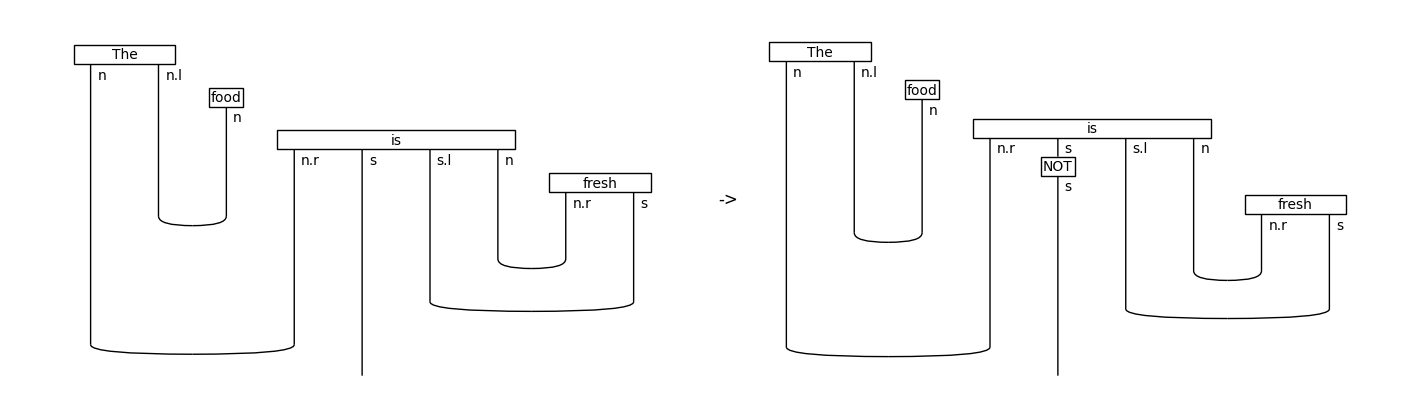 The
n n.l
food
n
is
n.r s s.l n
fresh
n.r s
->
The
n n.l
food
n
is
n.r s s.l n
NOT
s
fresh
n.r s